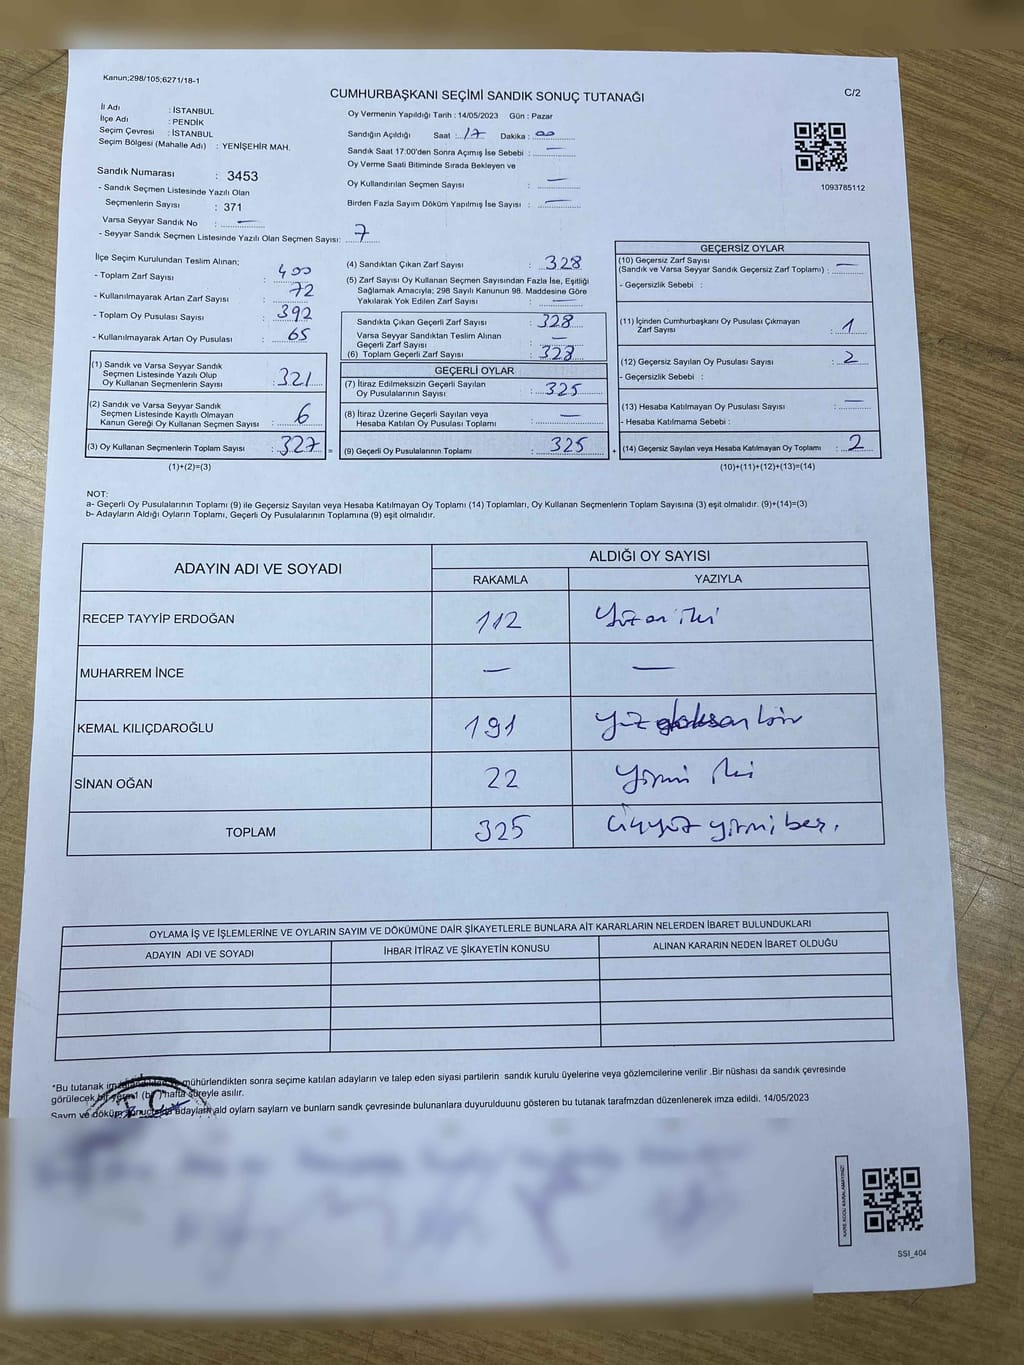 Kanun;298/105;6271/18-1
CUMHURBAŞKANI SEÇİMİ SANDIK SONUÇ TUTANAĞI
C/2
İl Adı : İSTANBUL
İlçe Adı : PENDİK
Seçim Çevresi : İSTANBUL
Seçim Bölgesi (Mahalle Adı) : YENİŞEHİR MAH.
Sandık Numarası : 3453
- Sandık Seçmen Listesinde Yazılı Olan
Seçmenlerin Sayısı : 371
Varsa Seyyar Sandık No : —
- Seyyar Sandık Seçmen Listesinde Yazılı Olan Seçmen Sayısı: 7
Oy Vermenin Yapıldığı Tarih : 14/05/2023 Gün : Pazar
Sandığın Açıldığı Saat : 17 Dakika : 00
Sandık Saat 17:00'den Sonra Açımış İse Sebebi : —
Oy Verme Saati Bitiminde Sırada Bekleyen ve
Oy Kullandırılan Seçmen Sayısı : —
Birden Fazla Sayım Döküm Yapılmış İse Sayısı : —
1093785112
İlçe Seçim Kurulundan Teslim Alınan;
- Toplam Zarf Sayısı : 400
- Kullanılmayarak Artan Zarf Sayısı : 72
- Toplam Oy Pusulası Sayısı : 392
- Kullanılmayarak Artan Oy Pusulası : 65
(1) Sandık ve Varsa Seyyar Sandık
Seçmen Listesinde Yazılı Olup
Oy Kullanan Seçmenlerin Sayısı : 321
(2) Sandık ve Varsa Seyyar Sandık
Seçmen Listesinde Kayıtlı Olmayan
Kanun Gereği Oy Kullanan Seçmen Sayısı : 6
(3) Oy Kullanan Seçmenlerin Toplam Sayısı : 327 =
(1)+(2)=(3)
(4) Sandıktan Çıkan Zarf Sayısı : 328
(5) Zarf Sayısı Oy Kullanan Seçmen Sayısından Fazla İse, Eşitliği
Sağlamak Amacıyla; 298 Sayılı Kanunun 98. Maddesine Göre
Yakılarak Yok Edilen Zarf Sayısı : —
Sandıkta Çıkan Geçerli Zarf Sayısı : 328
Varsa Seyyar Sandıktan Teslim Alınan
Geçerli Zarf Sayısı : —
(6) Toplam Geçerli Zarf Sayısı : 328
GEÇERLİ OYLAR
(7) İtiraz Edilmeksizin Geçerli Sayılan
Oy Pusulalarının Sayısı : 325
(8) İtiraz Üzerine Geçerli Sayılan veya
Hesaba Katılan Oy Pusulası Toplamı : —
(9) Geçerli Oy Pusulalarının Toplamı : 325 +
GEÇERSİZ OYLAR
(10) Geçersiz Zarf Sayısı
(Sandık ve Varsa Seyyar Sandık Geçersiz Zarf Toplamı) : —
- Geçersizlik Sebebi :
(11) İçinden Cumhurbaşkanı Oy Pusulası Çıkmayan
Zarf Sayısı : 1
(12) Geçersiz Sayılan Oy Pusulası Sayısı : 2
- Geçersizlik Sebebi :
(13) Hesaba Katılmayan Oy Pusulası Sayısı : —
- Hesaba Katılmama Sebebi :
(14) Geçersiz Sayılan veya Hesaba Katılmayan Oy Toplamı : 2
(10)+(11)+(12)+(13)=(14)
NOT:
a- Geçerli Oy Pusulalarının Toplamı (9) ile Geçersiz Sayılan veya Hesaba Katılmayan Oy Toplamı (14) Toplamları, Oy Kullanan Seçmenlerin Toplam Sayısına (3) eşit olmalıdır. (9)+(14)=(3)
b- Adayların Aldığı Oyların Toplamı, Geçerli Oy Pusulalarının Toplamına (9) eşit olmalıdır.
ADAYIN ADI VE SOYADI
ALDIĞI OY SAYISI
RAKAMLA YAZIYLA
RECEP TAYYİP ERDOĞAN 112 Yüz on iki
MUHARREM İNCE — —
KEMAL KILIÇDAROĞLU 191 Yüz doksan bir
SİNAN OĞAN 22 Yirmi iki
TOPLAM 325 Üçyüz yirmi beş.
OYLAMA İŞ VE İŞLEMLERİNE VE OYLARIN SAYIM VE DÖKÜMÜNE DAİR ŞİKAYETLERLE BUNLARA AİT KARARLARIN NELERDEN İBARET BULUNDUKLARI
ADAYIN ADI VE SOYADI İHBAR İTİRAZ VE ŞİKAYETİN KONUSU ALINAN KARARIN NEDEN İBARET OLDUĞU
*Bu tutanak mühürlendikten sonra seçime katılan adayların ve talep eden siyasi partilerin sandık kurulu üyelerine veya gözlemcilerine verilir .Bir nüshası da sandık çevresinde
görülecek bir yere 1 (bir) hafta süreyle asılır.
Sayım ve döküm sonuçta adayların ald oyların sayların ve bunların sandk çevresinde bulunanlara duyurulduunu gösteren bu tutanak tarafmzdan düzenlenerek imza edildi. 14/05/2023
T.C.
KARE KODU KARALAMAYINIZ!
SSI_404